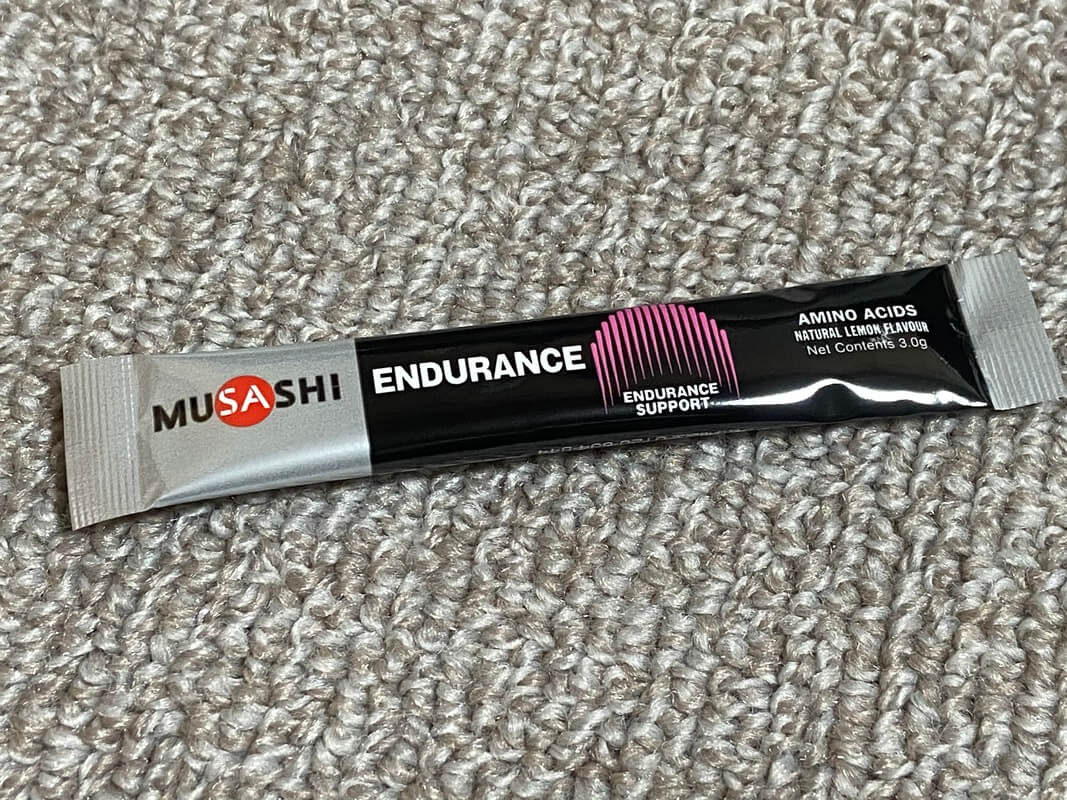 MUSASHI
ENDURANCE
ENDURANCE
SUPPORT
AMINO ACIDS
NATURAL LEMON FLAVOUR
Net Contents 3.0g